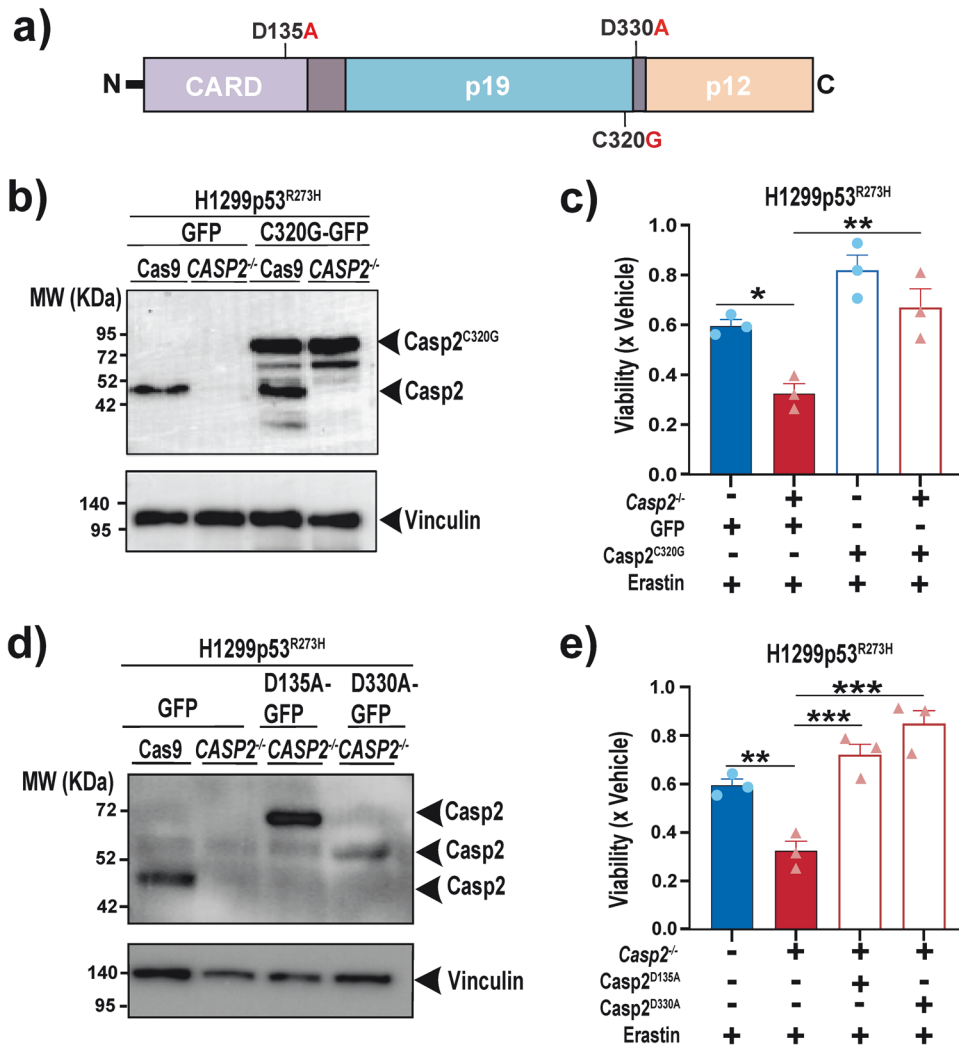 a)
D135A
D330A
N
CARD
p19
p12
C
C320G
b)
H1299p53R273H
GFP
C320G-GFP
Cas9
CASP2-/-
Cas9
CASP2-/-
MW (KDa)
95
72
52
42
Casp2C320G
Casp2
140
95
Vinculin
c)
H1299p53R273H
**
*
Viability (x Vehicle)
1.0
0.8
0.6
0.4
0.2
0.0
Casp2-/- - + - +
GFP + + - -
Casp2C320G - - + +
Erastin + + + +
d)
H1299p53R273H
GFP
D135A-
GFP
D330A-
GFP
Cas9
CASP2-/-
CASP2-/-
CASP2-/-
MW (KDa)
72
52
42
Casp2
Casp2
Casp2
140
95
Vinculin
e)
H1299p53R273H
***
***
**
Viability (x Vehicle)
1.0
0.8
0.6
0.4
0.2
0.0
Casp2-/- - + + +
Casp2D135A - - + -
Casp2D330A - - - +
Erastin + + + +